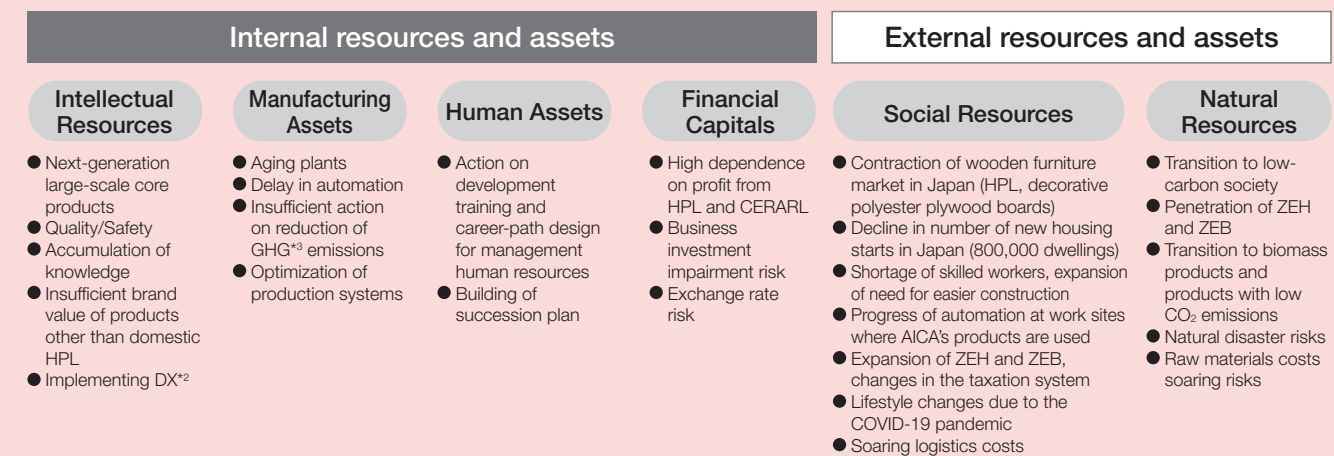 Internal resources and assets
External resources and assets
Intellectual
Resources
● Next-generation
large-scale core
products
● Quality/Safety
● Accumulation of
knowledge
● Insufficient brand
value of products
other than domestic
HPL
● Implementing DX*2
Manufacturing
Assets
● Aging plants
● Delay in automation
● Insufficient action
on reduction of
GHG*3 emissions
● Optimization of
production systems
Human Assets
● Action on
development
training and
career-path design
for management
human resources
● Building of
succession plan
Financial
Capitals
● High dependence
on profit from
HPL and CERARL
● Business
investment
impairment risk
● Exchange rate
risk
Social Resources
● Contraction of wooden furniture
market in Japan (HPL, decorative
polyester plywood boards)
● Decline in number of new housing
starts in Japan (800,000 dwellings)
● Shortage of skilled workers, expansion
of need for easier construction
● Progress of automation at work sites
where AICA's products are used
● Expansion of ZEH and ZEB,
changes in the taxation system
● Lifestyle changes due to the
COVID-19 pandemic
● Soaring logistics costs
Natural
Resources
● Transition to low-
carbon society
● Penetration of ZEH
and ZEB
● Transition to biomass
products and
products with low
CO₂ emissions
● Natural disaster risks
● Raw materials costs
soaring risks